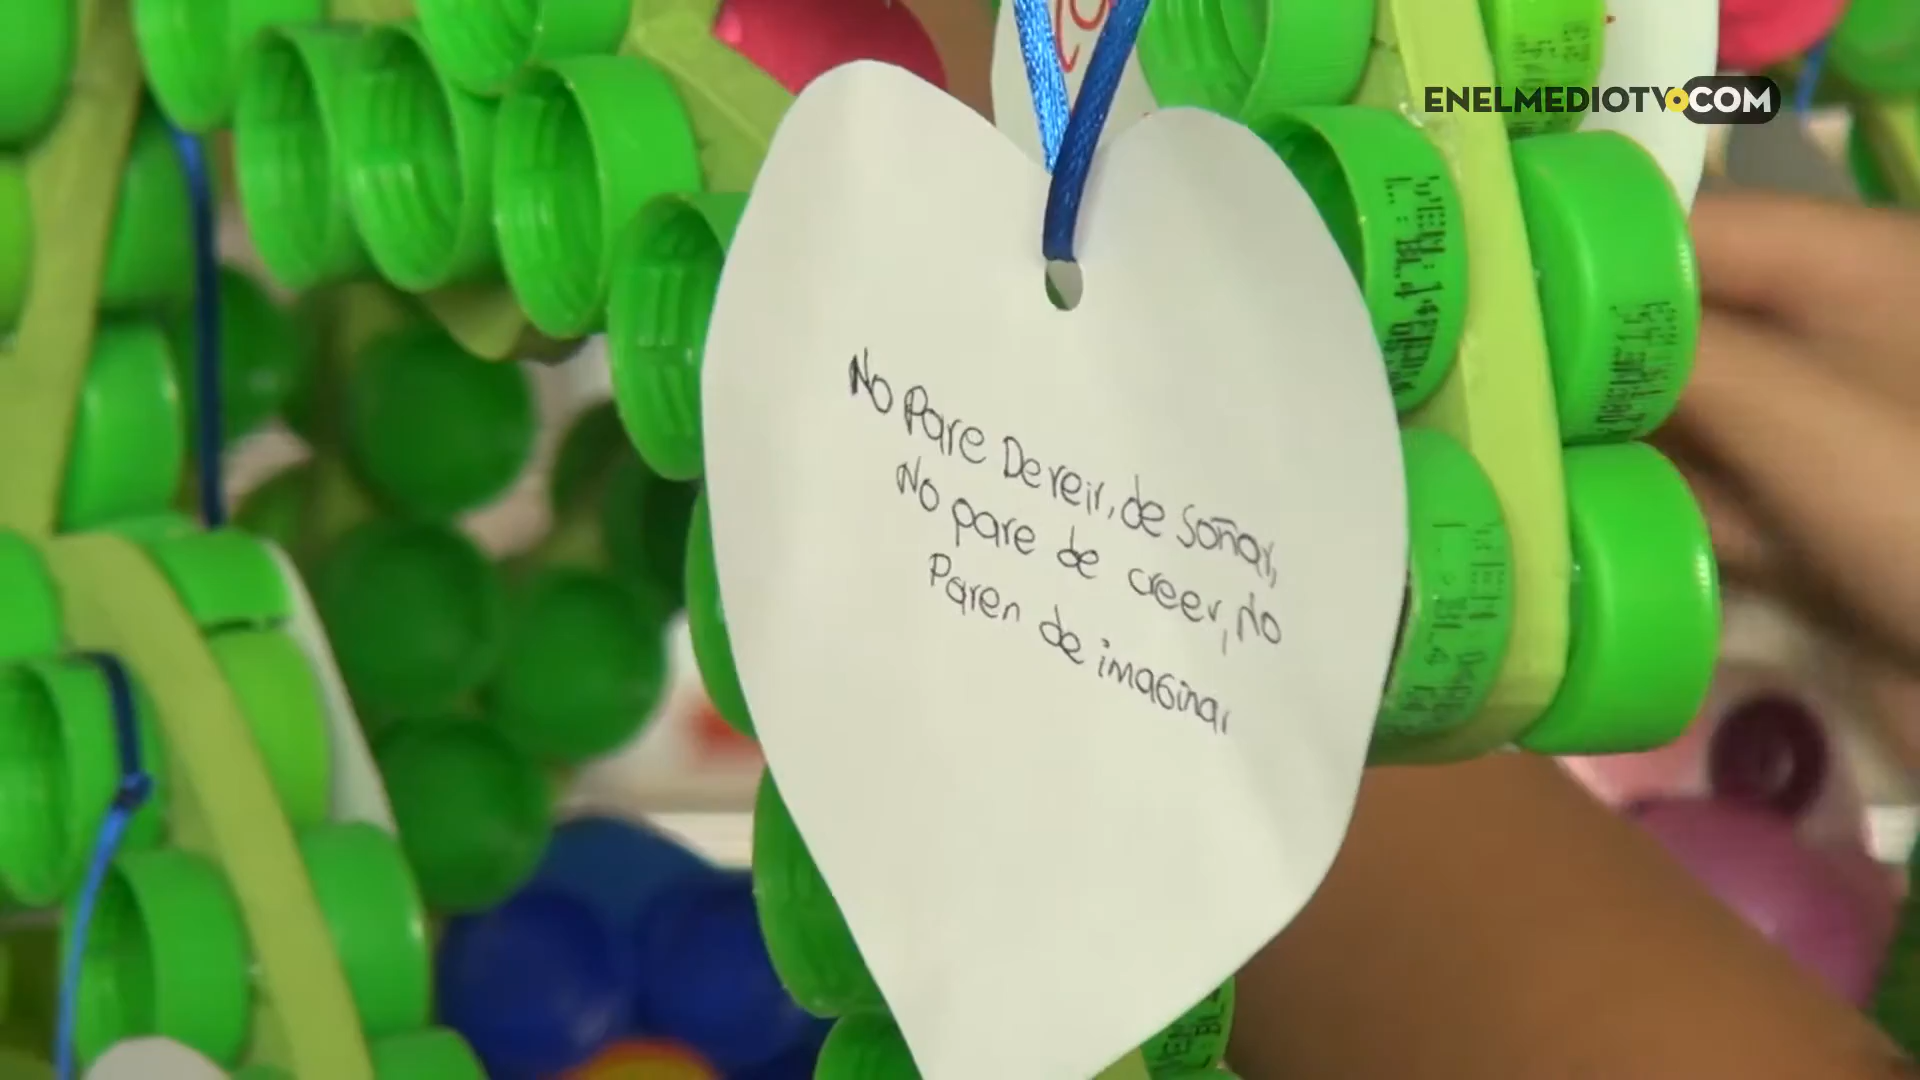 ENELMEDIOTV.COM
No Pare De reir, de Soñar,
No pare de creer, No
Paren de imaginar